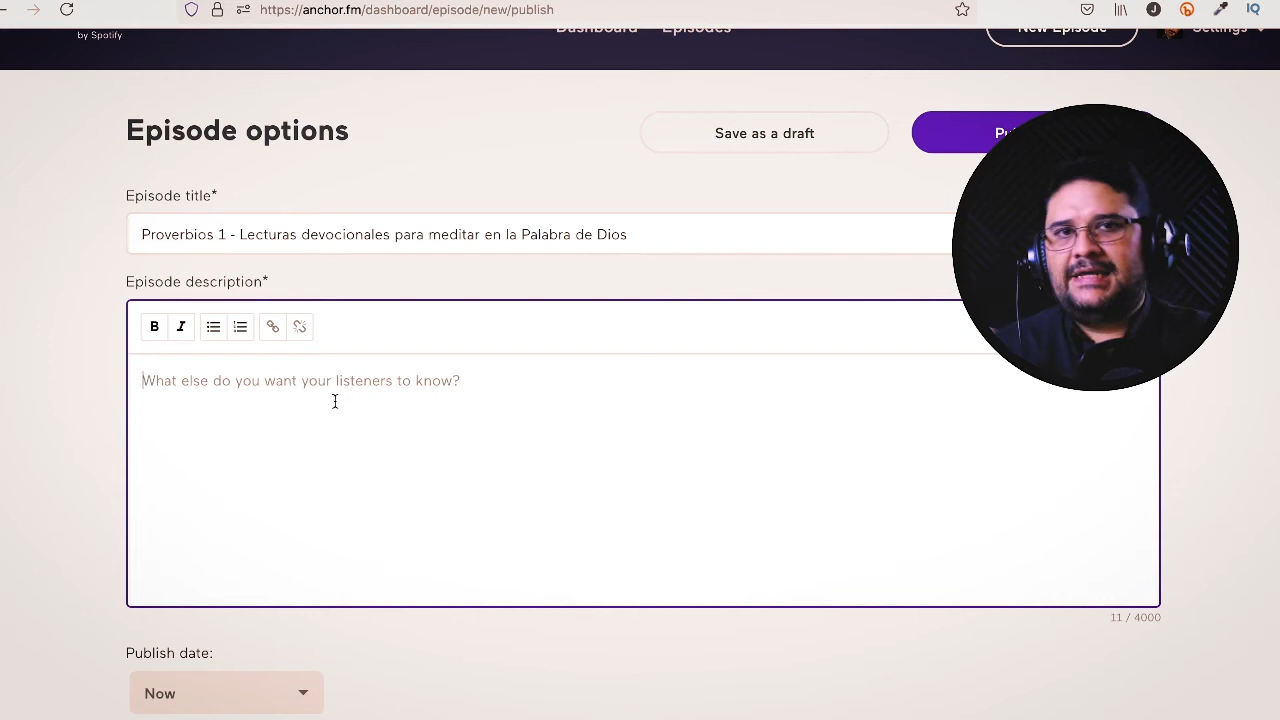 https://anchor.fm/dashboard/episode/new/publish
by Spotify
Dashboard Episodes New Episode Settings
Episode options
Save as a draft
Episode title*
Proverbios 1 - Lecturas devocionales para meditar en la Palabra de Dios
Episode description*
B I
What else do you want your listeners to know?
11 / 4000
Publish date:
Now